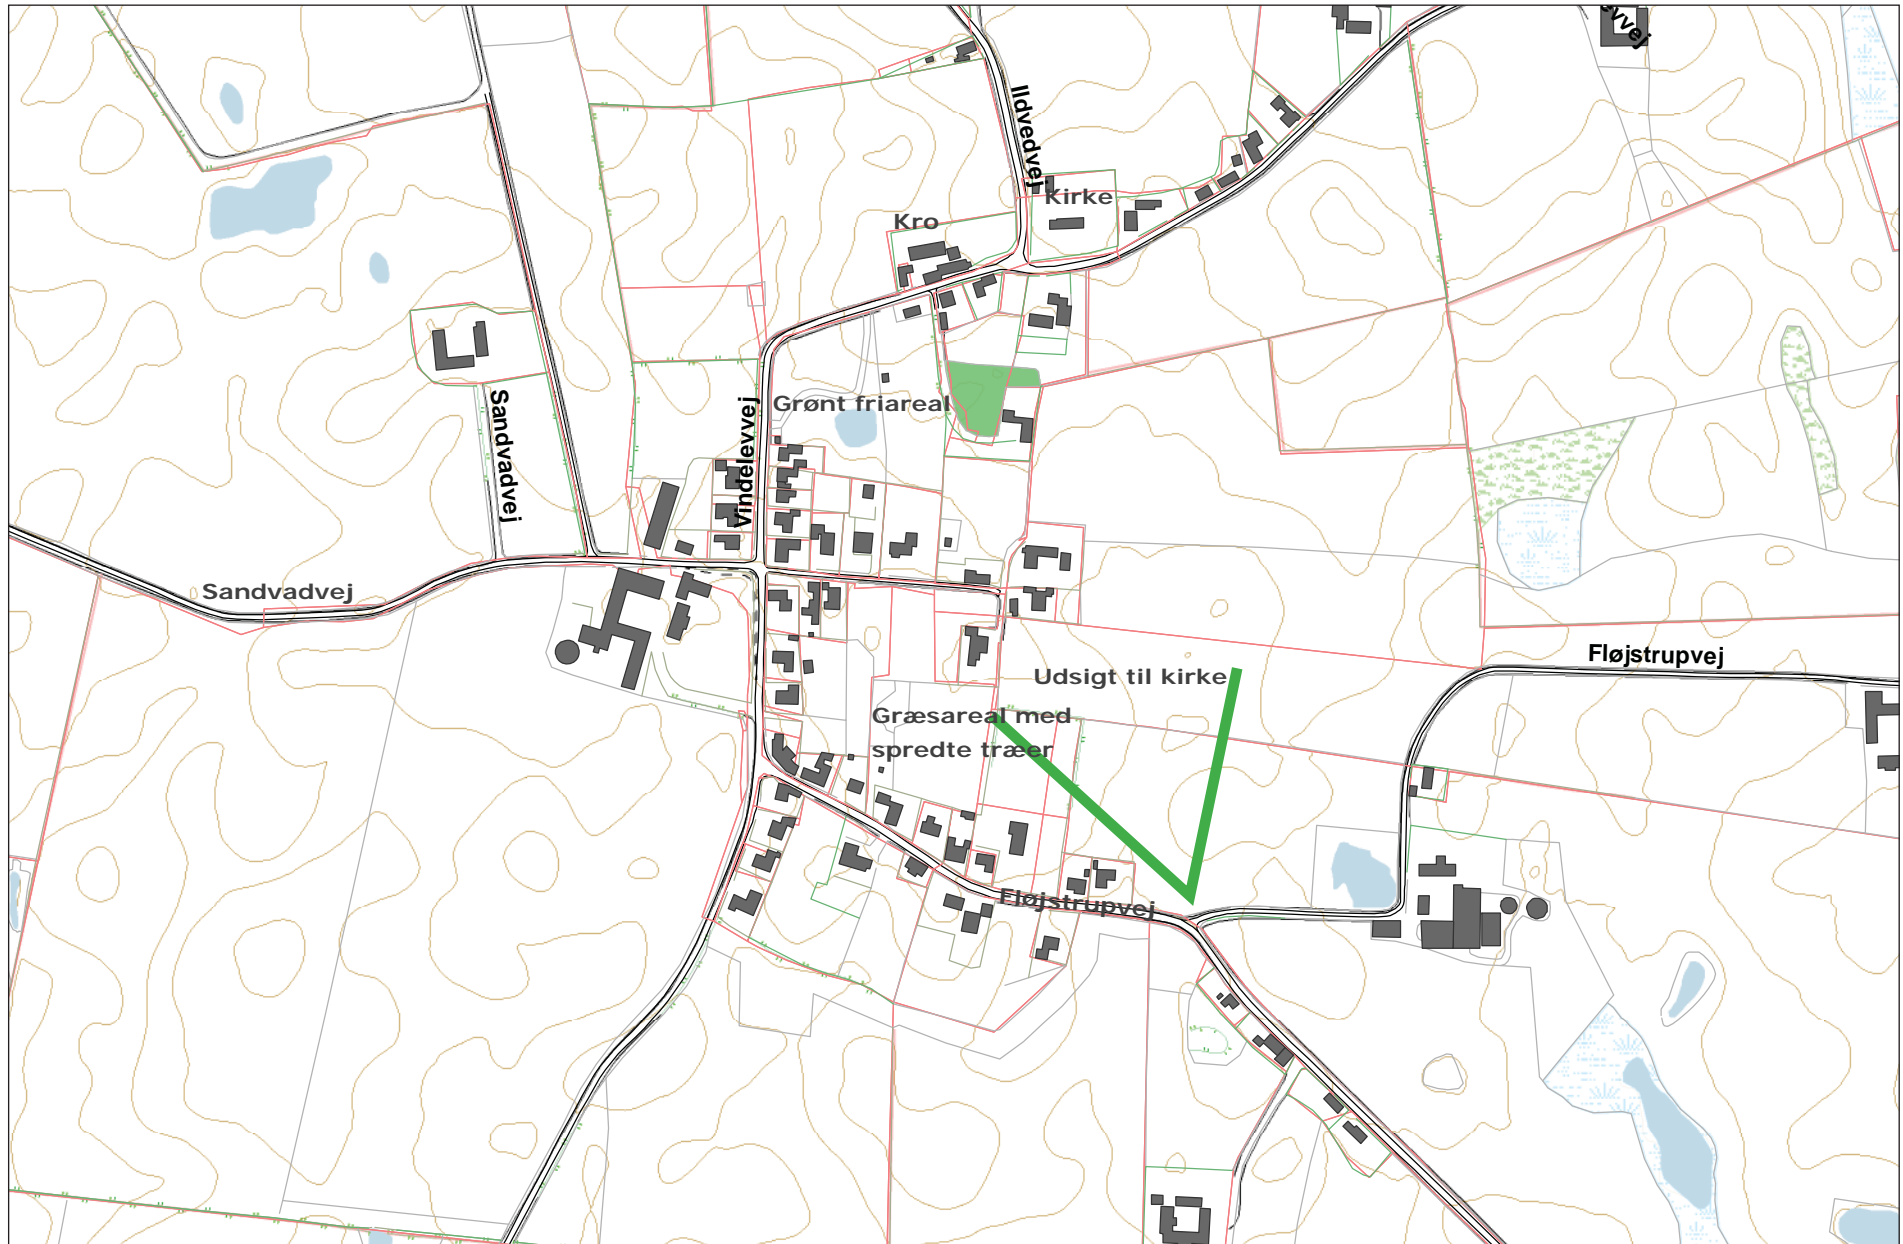 Ildvedvej
Kirke
Kro
Grønt friareal
Sandvadvej
Vindelevvej
Sandvadvej
Fløjstrupvej
Udsigt til kirke
Græsareal med
spredte træer
Fløjstrupvej